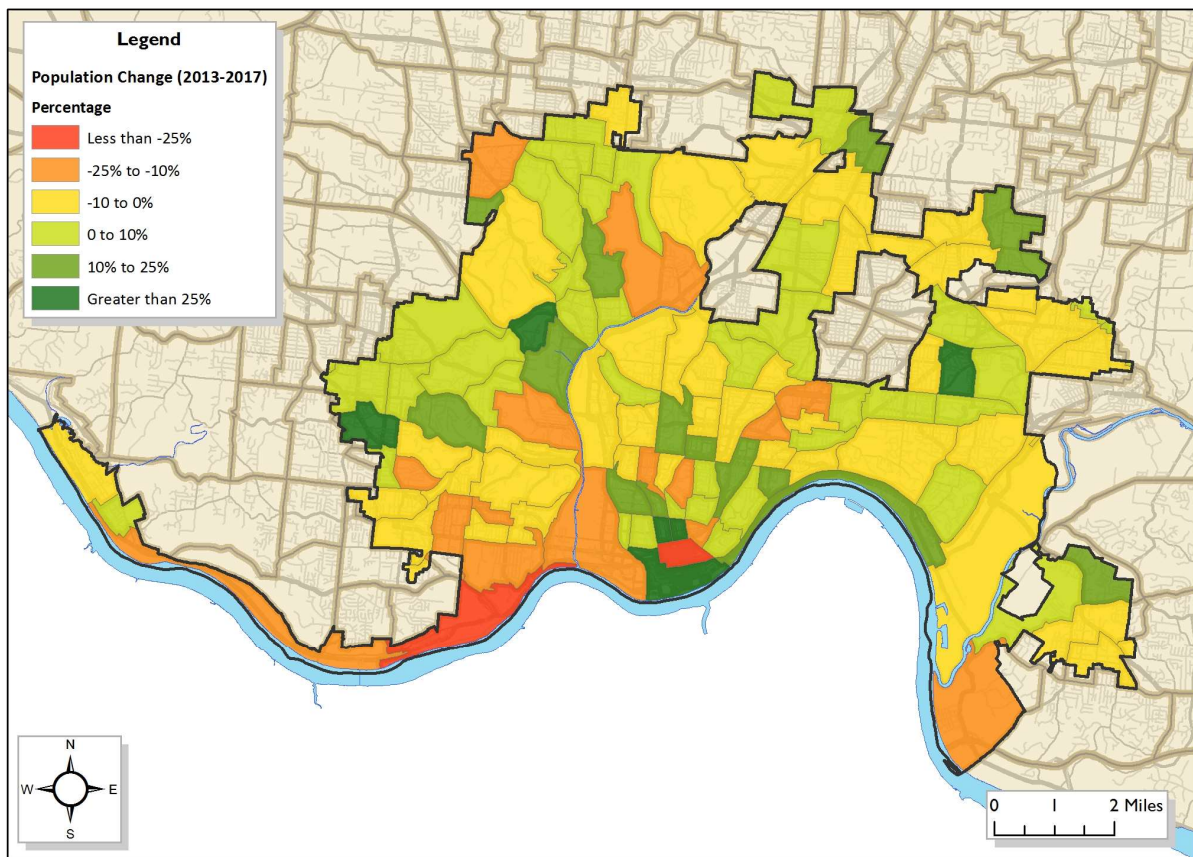 Legend
Population Change (2013-2017)
Percentage
Less than -25%
-25% to -10%
-10 to 0%
0 to 10%
10% to 25%
Greater than 25%
N
W E
S
0 1 2 Miles